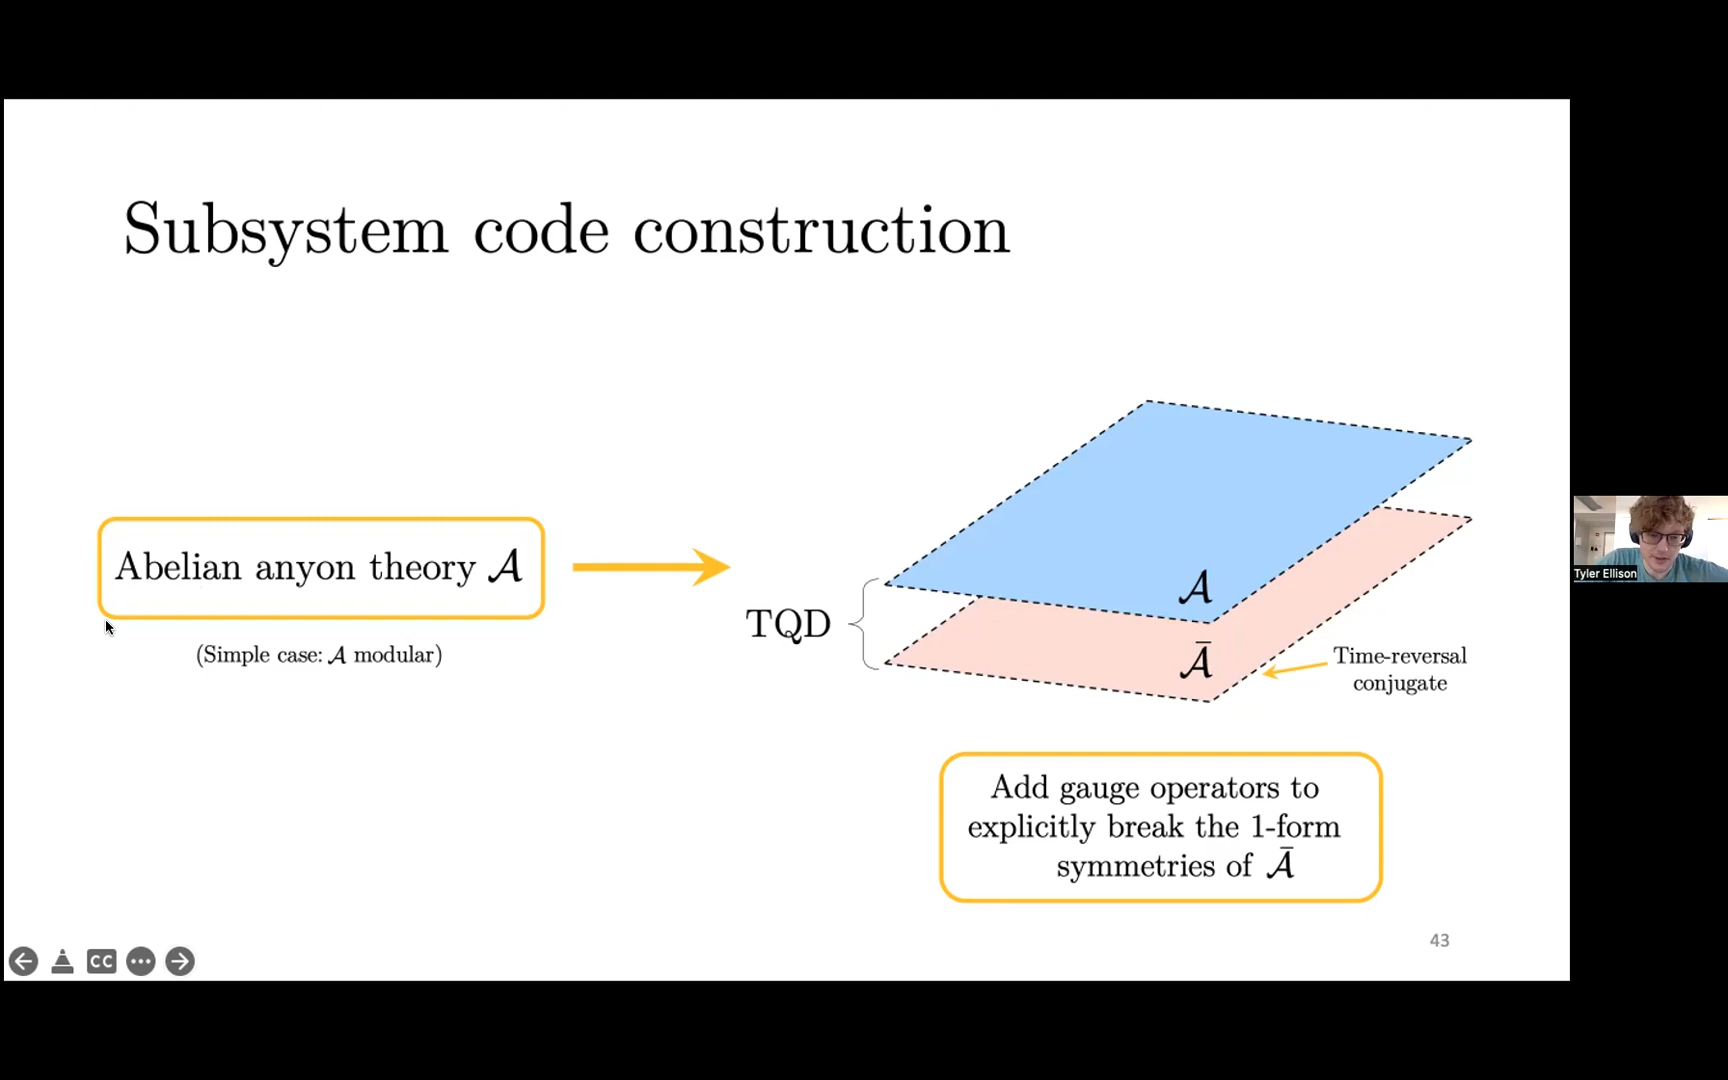 Subsystem code construction
Abelian anyon theory 𝒜
(Simple case: 𝒜 modular)
TQD
𝒜
𝒜̄
Time-reversal
conjugate
Add gauge operators to
explicitly break the 1-form
symmetries of 𝒜̄
43
CC
Tyler Ellison